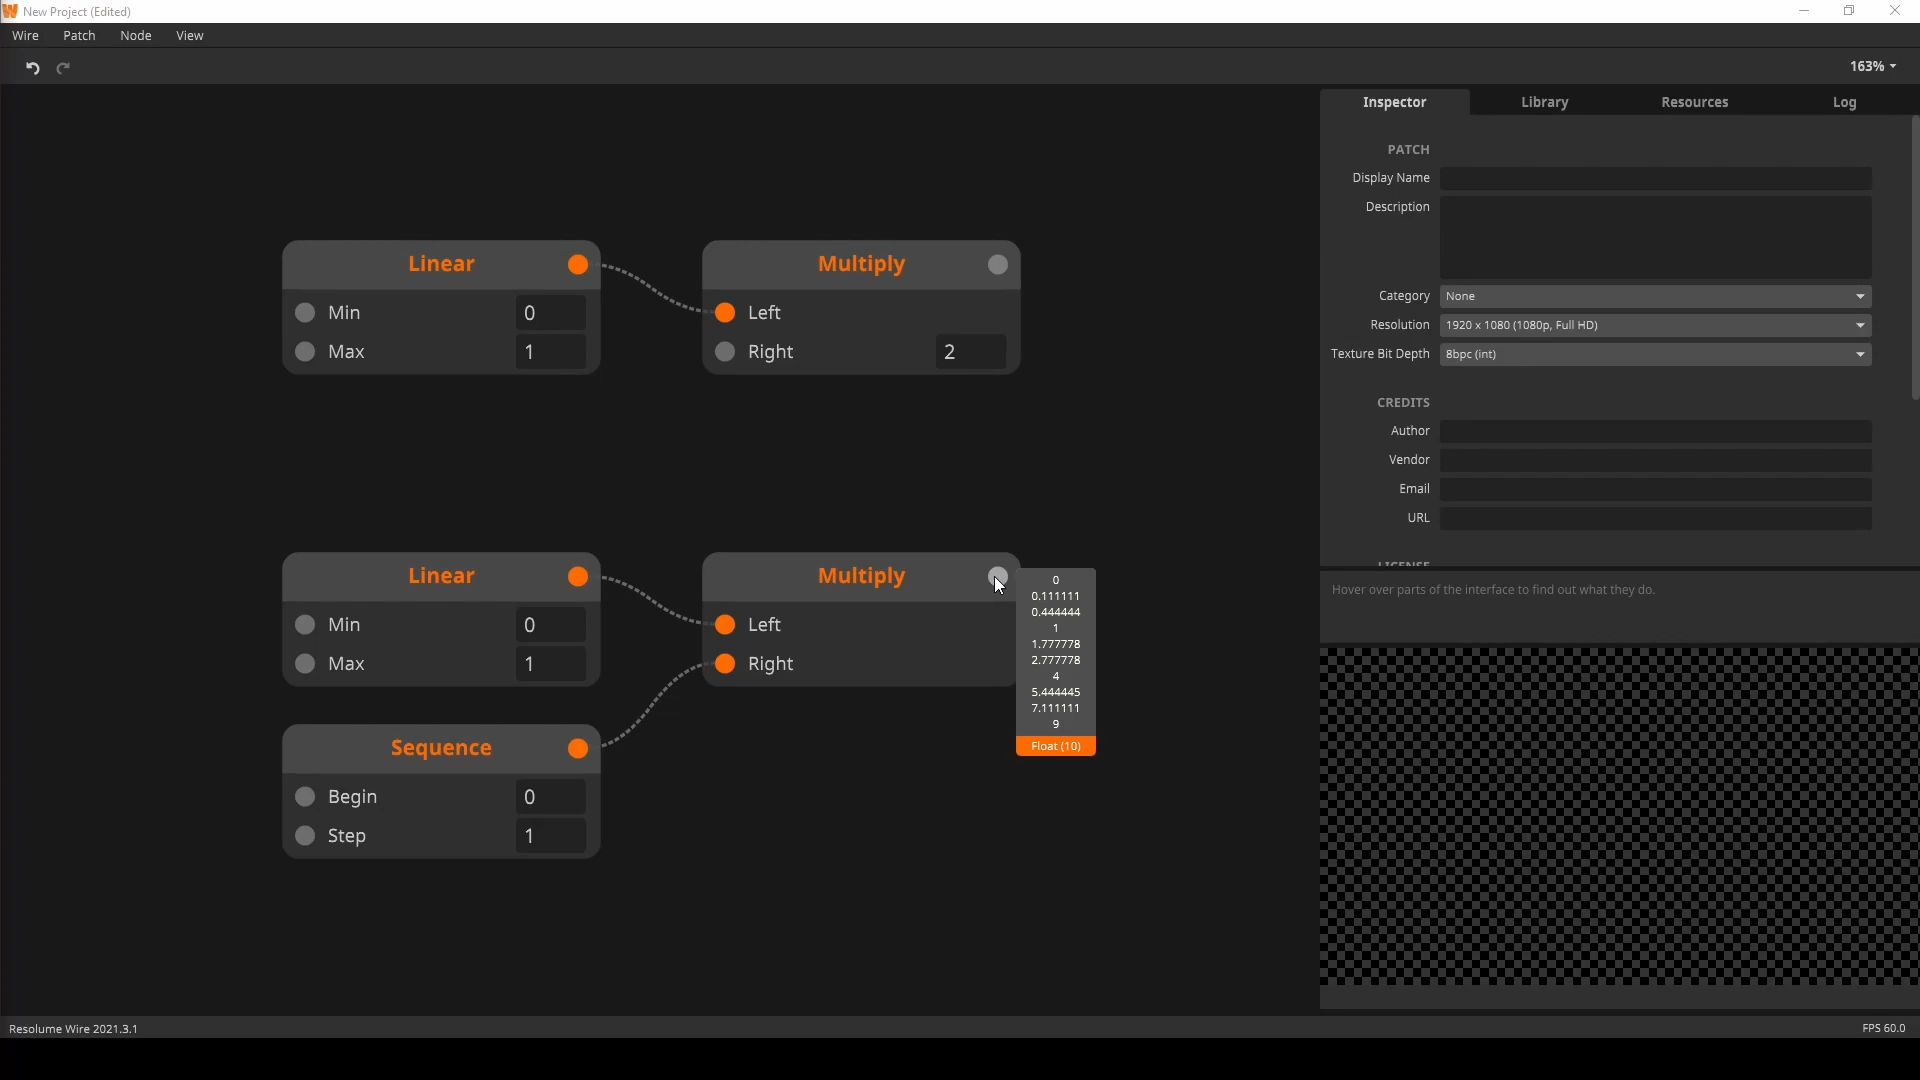 New Project (Edited)
Wire Patch Node View
163%
Inspector Library Resources Log
PATCH
Display Name
Description
Category None
Resolution 1920 x 1080 (1080p, Full HD)
Texture Bit Depth 8bpc (int)
CREDITS
Author
Vendor
Email
URL
LICENSE
Hover over parts of the interface to find out what they do.
Linear
Min 0
Max 1
Multiply
Left
Right 2
Linear
Min 0
Max 1
Multiply
Left
Right
0
0.111111
0.444444
1
1.777778
2.777778
4
5.444445
7.111111
9
Float (10)
Sequence
Begin 0
Step 1
Resolume Wire 2021.3.1
FPS 60.0